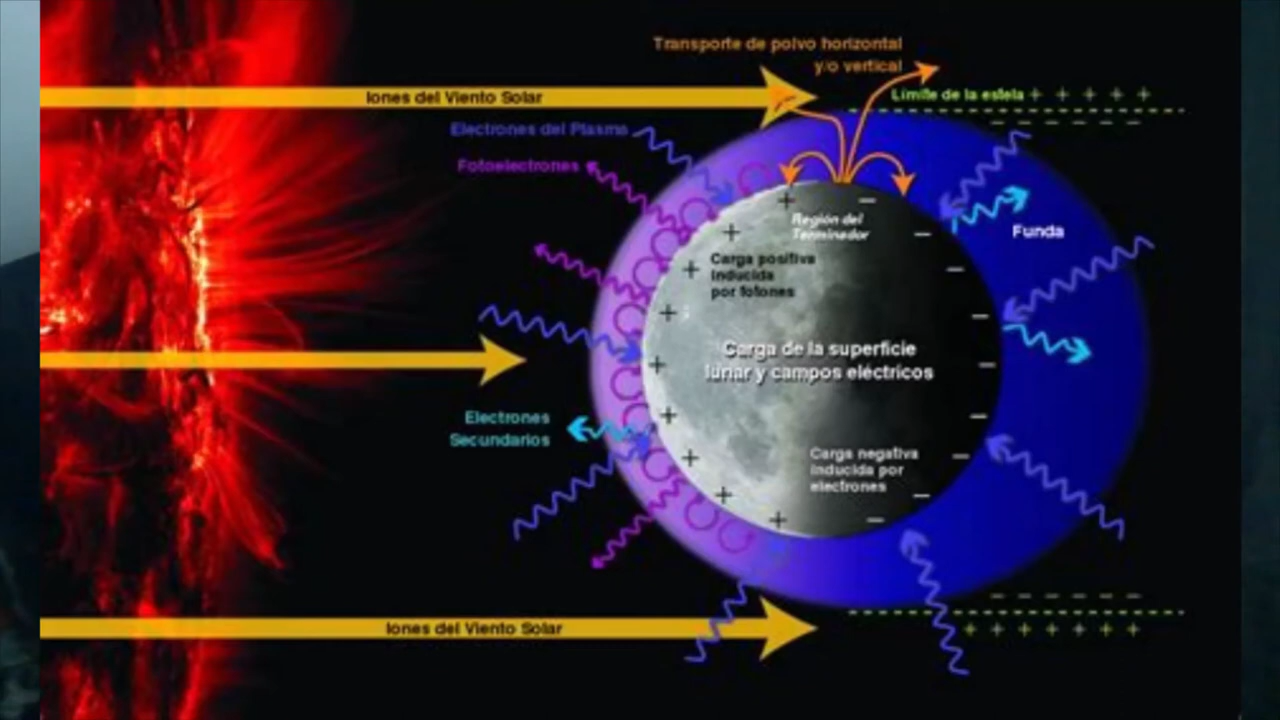 Transporte de polvo horizontal
y/o vertical
Iones del Viento Solar
Límite de la estela + + + + +
− − − − − −
Electrones del Plasma
Fotoelectrones
Región del
Terminador
Funda
Carga positiva
inducida
por fotones
Carga de la superficie
lunar y campos eléctricos
Electrones
Secundarios
Carga negativa
inducida por
electrones
− − − − − −
Iones del Viento Solar
+ + + + + + +